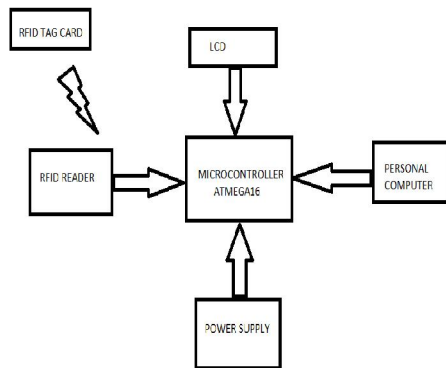 RFID TAG CARD
LCD
RFID READER
MICROCONTROLLER
ATMEGA16
PERSONAL
COMPUTER
POWER SUPPLY